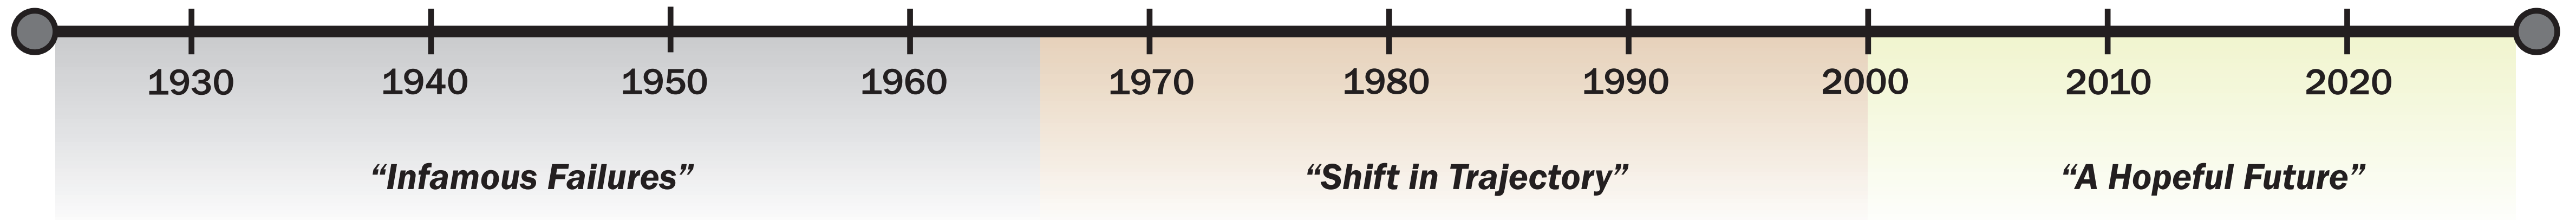 1930 1940 1950 1960 1970 1980 1990 2000 2010 2020
“Infamous Failures” “Shift in Trajectory” “A Hopeful Future”